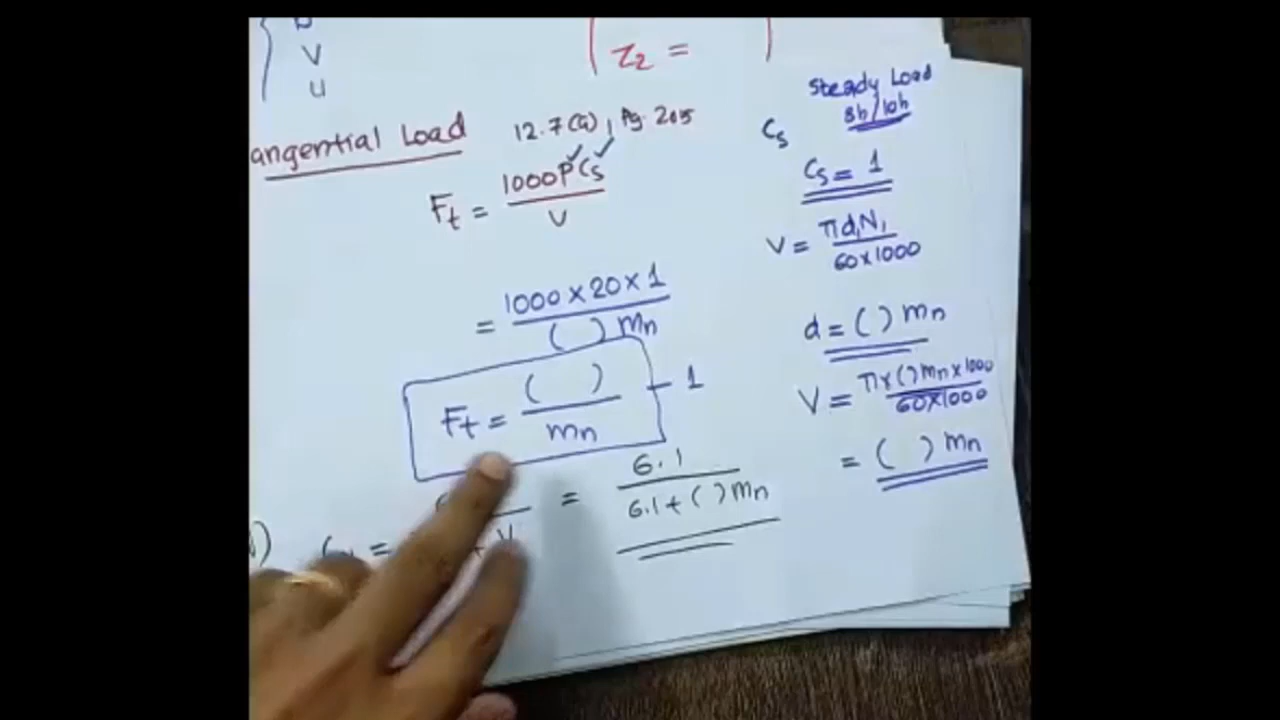 V
u
Z₂ =
angential Load
12.7(a), Pg. 205
Fₜ = 1000PCₛ / V
= 1000 × 20 × 1 / ( ) mₙ
Fₜ = ( ) / mₙ — 1
= 6.1 / 6.1 + ( ) mₙ
Steady Load
8h/10h
Cₛ
Cₛ = 1
V = πd₁N₁ / 60×1000
d = ( ) mₙ
V = π×( )mₙ×1000 / 60×1000
= ( ) mₙ